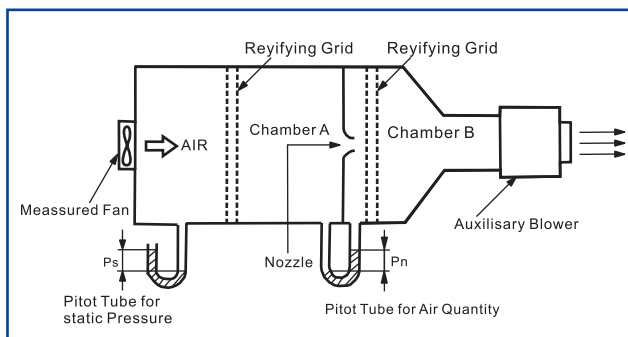 Reyifying Grid
Reyifying Grid
Chamber A
Chamber B
AIR
Meassured Fan
Auxilisary Blower
Ps
Nozzle
Pn
Pitot Tube for
static Pressure
Pitot Tube for Air Quantity